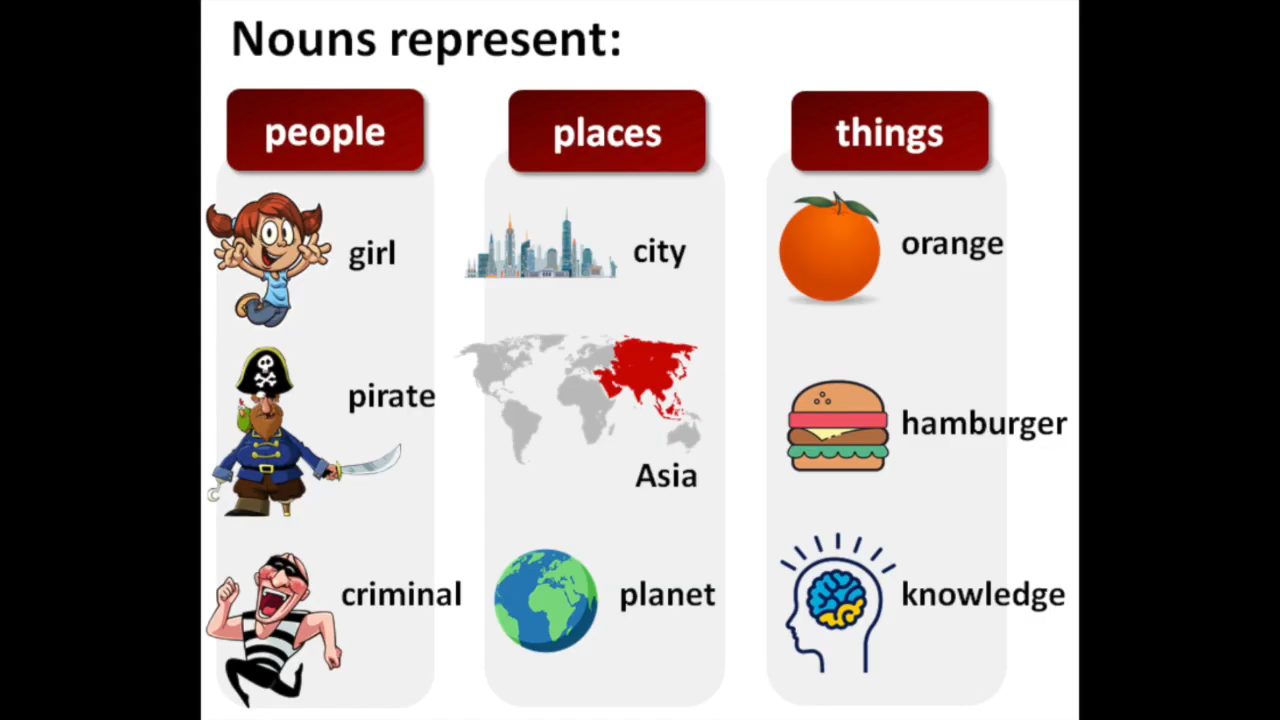 Nouns represent:
people
girl
pirate
criminal
places
city
Asia
planet
things
orange
hamburger
knowledge